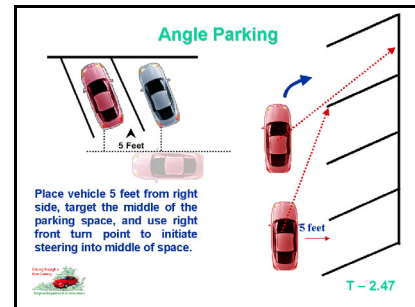 Angle Parking
5 Feet
Place vehicle 5 feet from right
side, target the middle of the
parking space, and use right
front turn point to initiate
steering into middle of space.
5 feet
T – 2.47